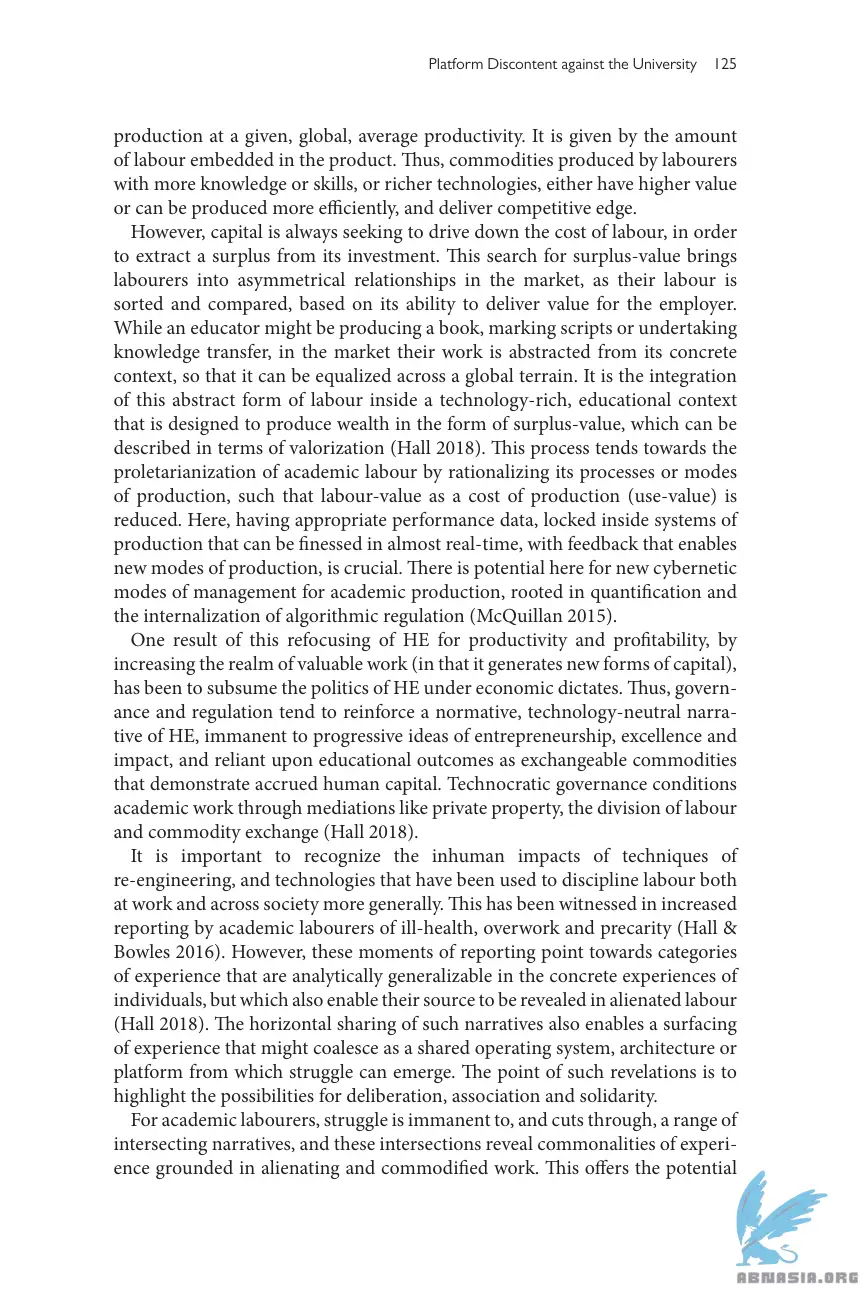 Platform Discontent against the University 125
production at a given, global, average productivity. It is given by the amount
of labour embedded in the product. Thus, commodities produced by labourers
with more knowledge or skills, or richer technologies, either have higher value
or can be produced more efficiently, and deliver competitive edge.
However, capital is always seeking to drive down the cost of labour, in order
to extract a surplus from its investment. This search for surplus-value brings
labourers into asymmetrical relationships in the market, as their labour is
sorted and compared, based on its ability to deliver value for the employer.
While an educator might be producing a book, marking scripts or undertaking
knowledge transfer, in the market their work is abstracted from its concrete
context, so that it can be equalized across a global terrain. It is the integration
of this abstract form of labour inside a technology-rich, educational context
that is designed to produce wealth in the form of surplus-value, which can be
described in terms of valorization (Hall 2018). This process tends towards the
proletarianization of academic labour by rationalizing its processes or modes
of production, such that labour-value as a cost of production (use-value) is
reduced. Here, having appropriate performance data, locked inside systems of
production that can be finessed in almost real-time, with feedback that enables
new modes of production, is crucial. There is potential here for new cybernetic
modes of management for academic production, rooted in quantification and
the internalization of algorithmic regulation (McQuillan 2015).
One result of this refocusing of HE for productivity and profitability, by
increasing the realm of valuable work (in that it generates new forms of capital),
has been to subsume the politics of HE under economic dictates. Thus, govern-
ance and regulation tend to reinforce a normative, technology-neutral narra-
tive of HE, immanent to progressive ideas of entrepreneurship, excellence and
impact, and reliant upon educational outcomes as exchangeable commodities
that demonstrate accrued human capital. Technocratic governance conditions
academic work through mediations like private property, the division of labour
and commodity exchange (Hall 2018).
It is important to recognize the inhuman impacts of techniques of
re-engineering, and technologies that have been used to discipline labour both
at work and across society more generally. This has been witnessed in increased
reporting by academic labourers of ill-health, overwork and precarity (Hall &
Bowles 2016). However, these moments of reporting point towards categories
of experience that are analytically generalizable in the concrete experiences of
individuals, but which also enable their source to be revealed in alienated labour
(Hall 2018). The horizontal sharing of such narratives also enables a surfacing
of experience that might coalesce as a shared operating system, architecture or
platform from which struggle can emerge. The point of such revelations is to
highlight the possibilities for deliberation, association and solidarity.
For academic labourers, struggle is immanent to, and cuts through, a range of
intersecting narratives, and these intersections reveal commonalities of experi-
ence grounded in alienating and commodified work. This offers the potential
ABNASIA.ORG